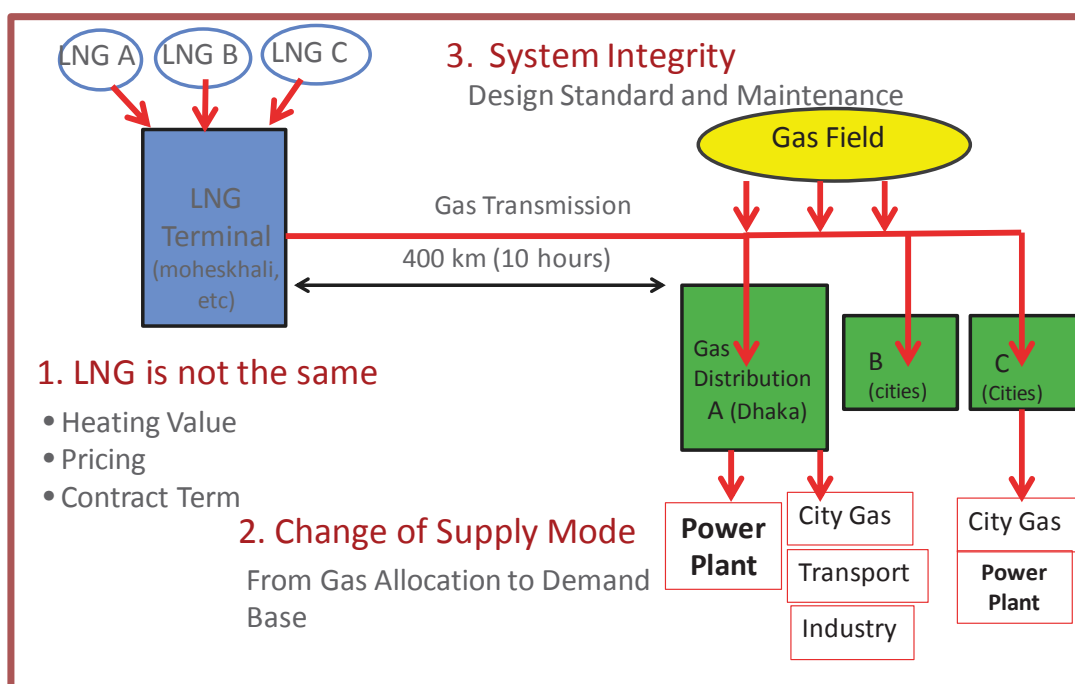 LNG A
LNG B
LNG C
3. System Integrity
Design Standard and Maintenance
Gas Field
LNG
Terminal
(moheskhali,
etc)
Gas Transmission
400 km (10 hours)
Gas
Distribution
A (Dhaka)
B
(cities)
C
(Cities)
1. LNG is not the same
• Heating Value
• Pricing
• Contract Term
2. Change of Supply Mode
From Gas Allocation to Demand
Base
Power
Plant
City Gas
Transport
Industry
City Gas
Power
Plant